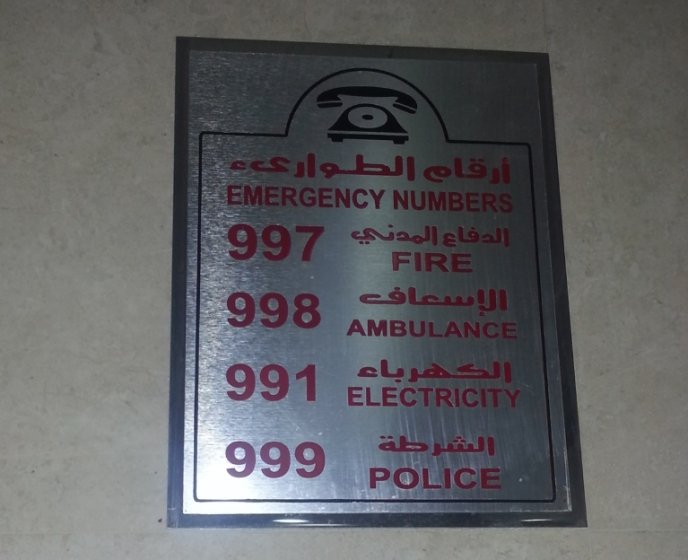 أرقام الطوارىء
EMERGENCY NUMBERS
997 الدفاع المدني
FIRE
998 الإسعاف
AMBULANCE
991 الكهرباء
ELECTRICITY
999 الشرطة
POLICE